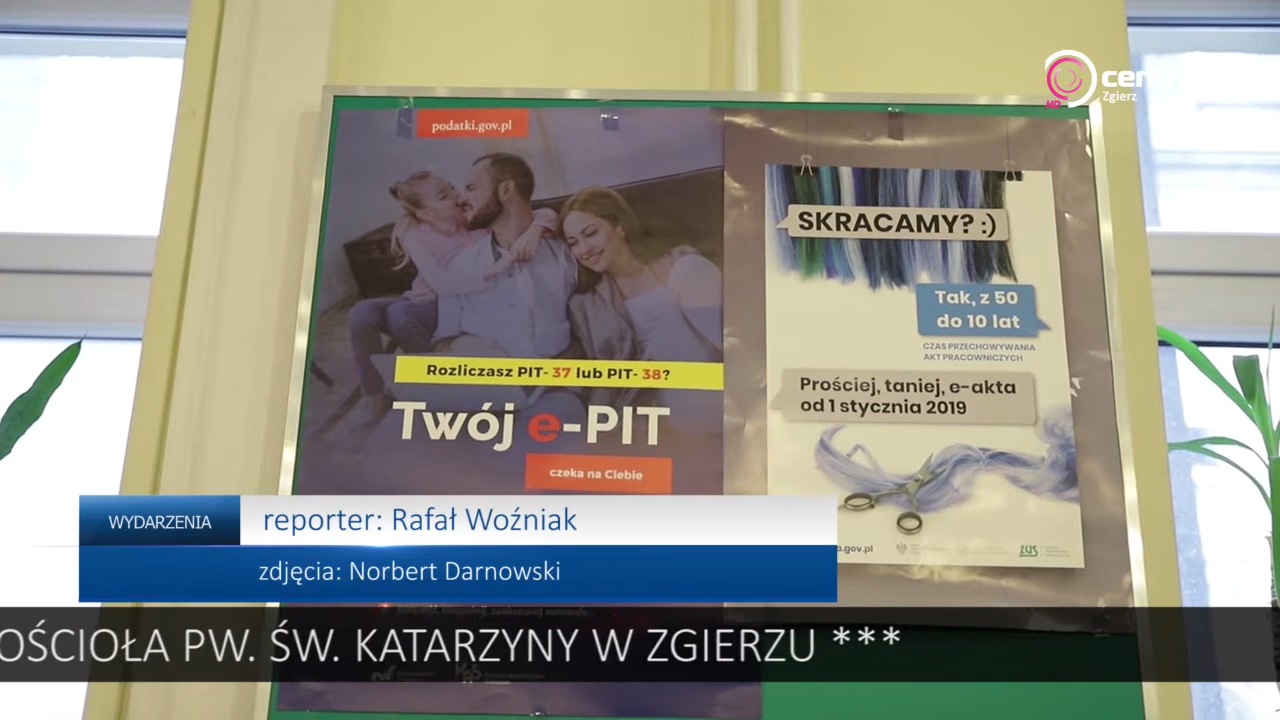 Zgierz
podatki.gov.pl
Rozliczasz PIT- 37 lub PIT- 38?
Twój e-PIT
czeka na Ciebie
SKRACAMY? :)
Tak, z 50
do 10 lat
CZAS PRZECHOWYWANIA
AKT PRACOWNICZYCH
Prościej, taniej, e-akta
od 1 stycznia 2019
.gov.pl
ZUS
WYDARZENIA
reporter: Rafał Woźniak
zdjęcia: Norbert Darnowski
OŚCIOŁA PW. ŚW. KATARZYNY W ZGIERZU ***